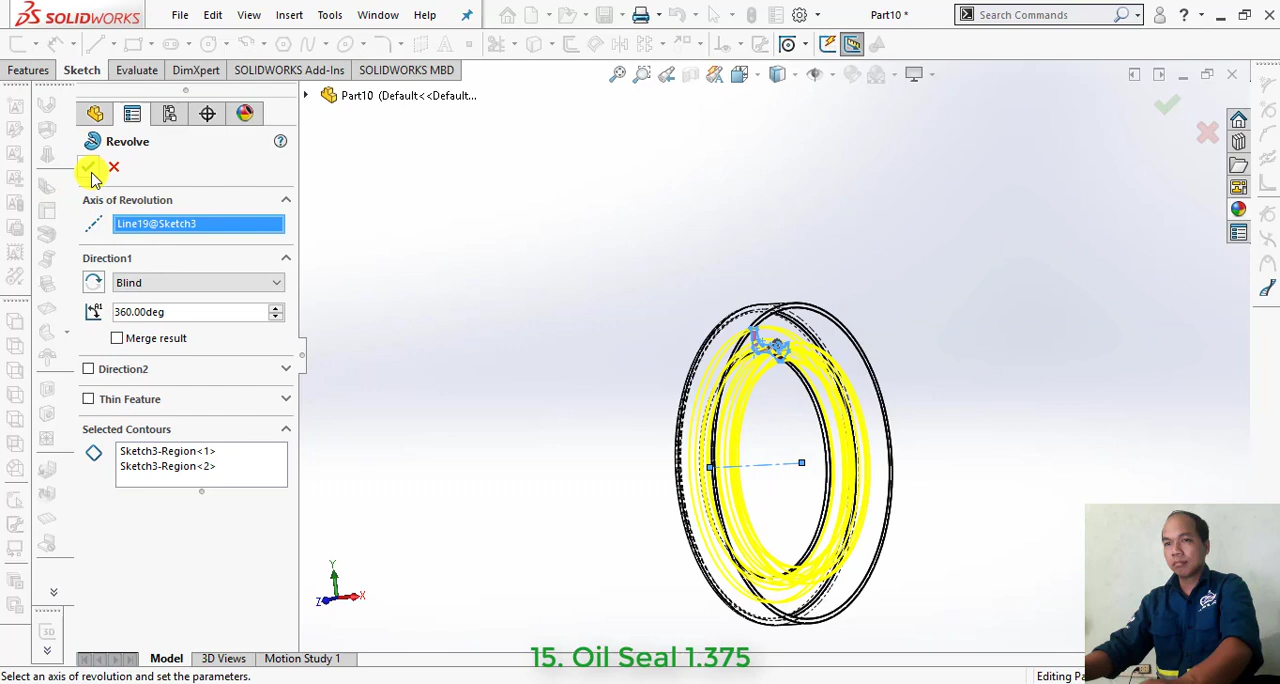 SOLIDWORKS File Edit View Insert Tools Window Help Part10 * Search Commands
Features Sketch Evaluate DimXpert SOLIDWORKS Add-Ins SOLIDWORKS MBD
Part10 (Default<<Default...
Revolve
Axis of Revolution
Line19@Sketch3
Direction1
Blind
360.00deg
Merge result
Direction2
Thin Feature
Selected Contours
Sketch3-Region<1>
Sketch3-Region<2>
Y
Z X
3D
Model 3D Views Motion Study 1
15. Oil Seal 1.375
Select an axis of revolution and set the parameters. Editing Pa